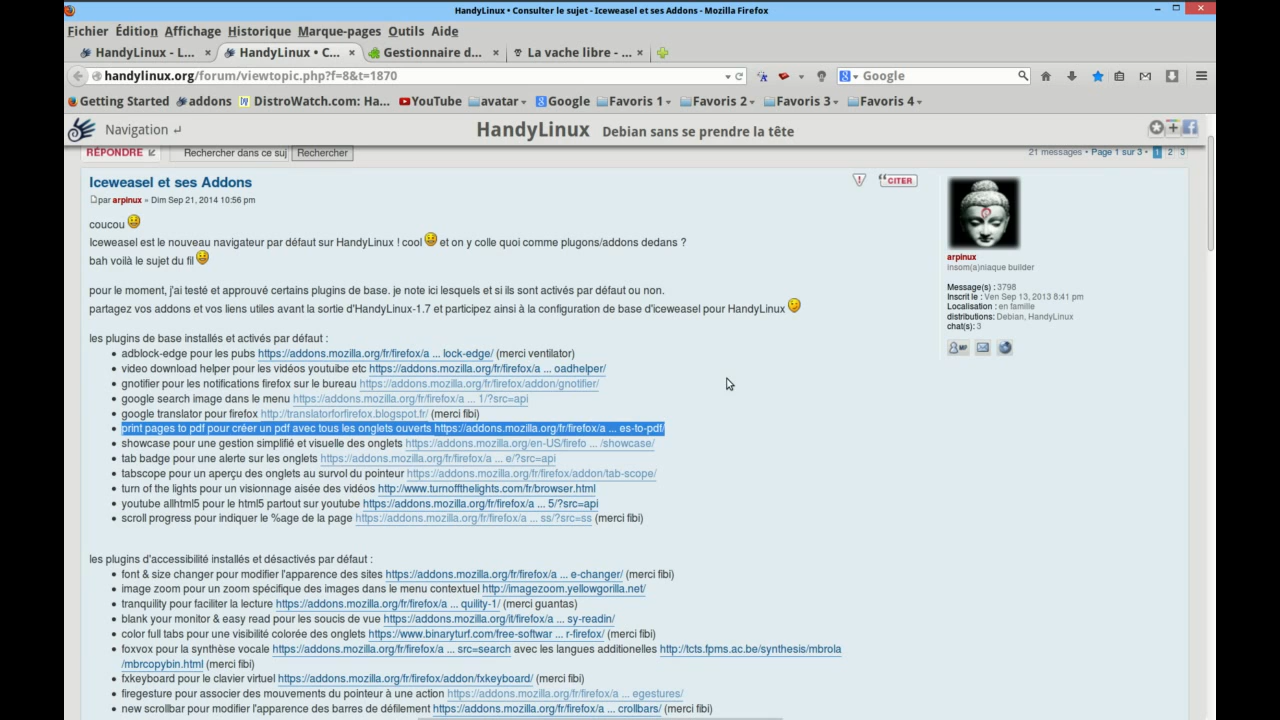 HandyLinux • Consulter le sujet - Iceweasel et ses Addons - Mozilla Firefox
Fichier Édition Affichage Historique Marque-pages Outils Aide
HandyLinux - L... × HandyLinux • C... × Gestionnaire d... × La vache libre - ... ×
handylinux.org/forum/viewtopic.php?f=8&t=1870 Google
Getting Started addons DistroWatch.com: Ha... YouTube avatar Google Favoris 1 Favoris 2 Favoris 3 Favoris 4
Navigation ↵ HandyLinux Debian sans se prendre la tête
RÉPONDRE Rechercher dans ce suj Rechercher 21 messages • Page 1 sur 3 • 1 2 3
Iceweasel et ses Addons
CITER
par arpinux » Dim Sep 21, 2014 10:56 pm
coucou
Iceweasel est le nouveau navigateur par défaut sur HandyLinux ! cool et on y colle quoi comme plugons/addons dedans ?
bah voilà le sujet du fil
pour le moment, j'ai testé et approuvé certains plugins de base. je note ici lesquels et si ils sont activés par défaut ou non.
partagez vos addons et vos liens utiles avant la sortie d'HandyLinux-1.7 et participez ainsi à la configuration de base d'iceweasel pour HandyLinux
les plugins de base installés et activés par défaut :
• adblock-edge pour les pubs https://addons.mozilla.org/fr/firefox/a ... lock-edge/ (merci ventilator)
• video download helper pour les vidéos youtuibe etc https://addons.mozilla.org/fr/firefox/a ... oadhelper/
• gnotifier pour les notifications firefox sur le bureau https://addons.mozilla.org/fr/firefox/addon/gnotifier/
• google search image dans le menu https://addons.mozilla.org/fr/firefox/a ... 1/?src=api
• google translator pour firefox http://translatorforfirefox.blogspot.fr/ (merci fibi)
• print pages to pdf pour créer un pdf avec tous les onglets ouverts https://addons.mozilla.org/fr/firefox/a ... es-to-pdf/
• showcase pour une gestion simplifié et visuelle des onglets https://addons.mozilla.org/en-US/firefo ... /showcase/
• tab badge pour une alerte sur les onglets https://addons.mozilla.org/fr/firefox/a ... e/?src=api
• tabscope pour un aperçu des onglets au survol du pointeur https://addons.mozilla.org/fr/firefox/addon/tab-scope/
• turn of the lights pour un visionnage aisée des vidéos http://www.turnoffthelights.com/fr/browser.html
• youtube allhtml5 pour le html5 partout sur youtube https://addons.mozilla.org/fr/firefox/a ... 5/?src=api
• scroll progress pour indiquer le %age de la page https://addons.mozilla.org/fr/firefox/a ... ss/?src=ss (merci fibi)
les plugins d'accessibilité installés et désactivés par défaut :
• font & size changer pour modifier l'apparence des sites https://addons.mozilla.org/fr/firefox/a ... e-changer/ (merci fibi)
• image zoom pour un zoom spécifique des images dans le menu contextuel http://imagezoom.yellowgorilla.net/
• tranquility pour faciliter la lecture https://addons.mozilla.org/fr/firefox/a ... quility-1/ (merci guantas)
• blank your monitor & easy read pour les soucis de vue https://addons.mozilla.org/it/firefox/a ... sy-readin/
• color full tabs pour une visibilité colorée des onglets https://www.binaryturf.com/free-softwar ... r-firefox/ (merci fibi)
• foxvox pour la synthèse vocale https://addons.mozilla.org/fr/firefox/a ... src=search avec les langues additionelles http://tcts.fpms.ac.be/synthesis/mbrola
/mbrcopybin.html (merci fibi)
• fxkeyboard pour le clavier virtuel https://addons.mozilla.org/fr/firefox/addon/fxkeyboard/ (merci fibi)
• firegesture pour associer des mouvements du pointeur à une action https://addons.mozilla.org/fr/firefox/a ... egestures/
• new scrollbar pour modifier l'apparence des barres de défilement https://addons.mozilla.org/fr/firefox/a ... crollbars/ (merci fibi)
arpinux
insom(a)niaque builder
Message(s) : 3798
Inscrit le : Ven Sep 13, 2013 8:41 pm
Localisation : en famille
distributions: Debian, HandyLinux
chat(s): 3
MP